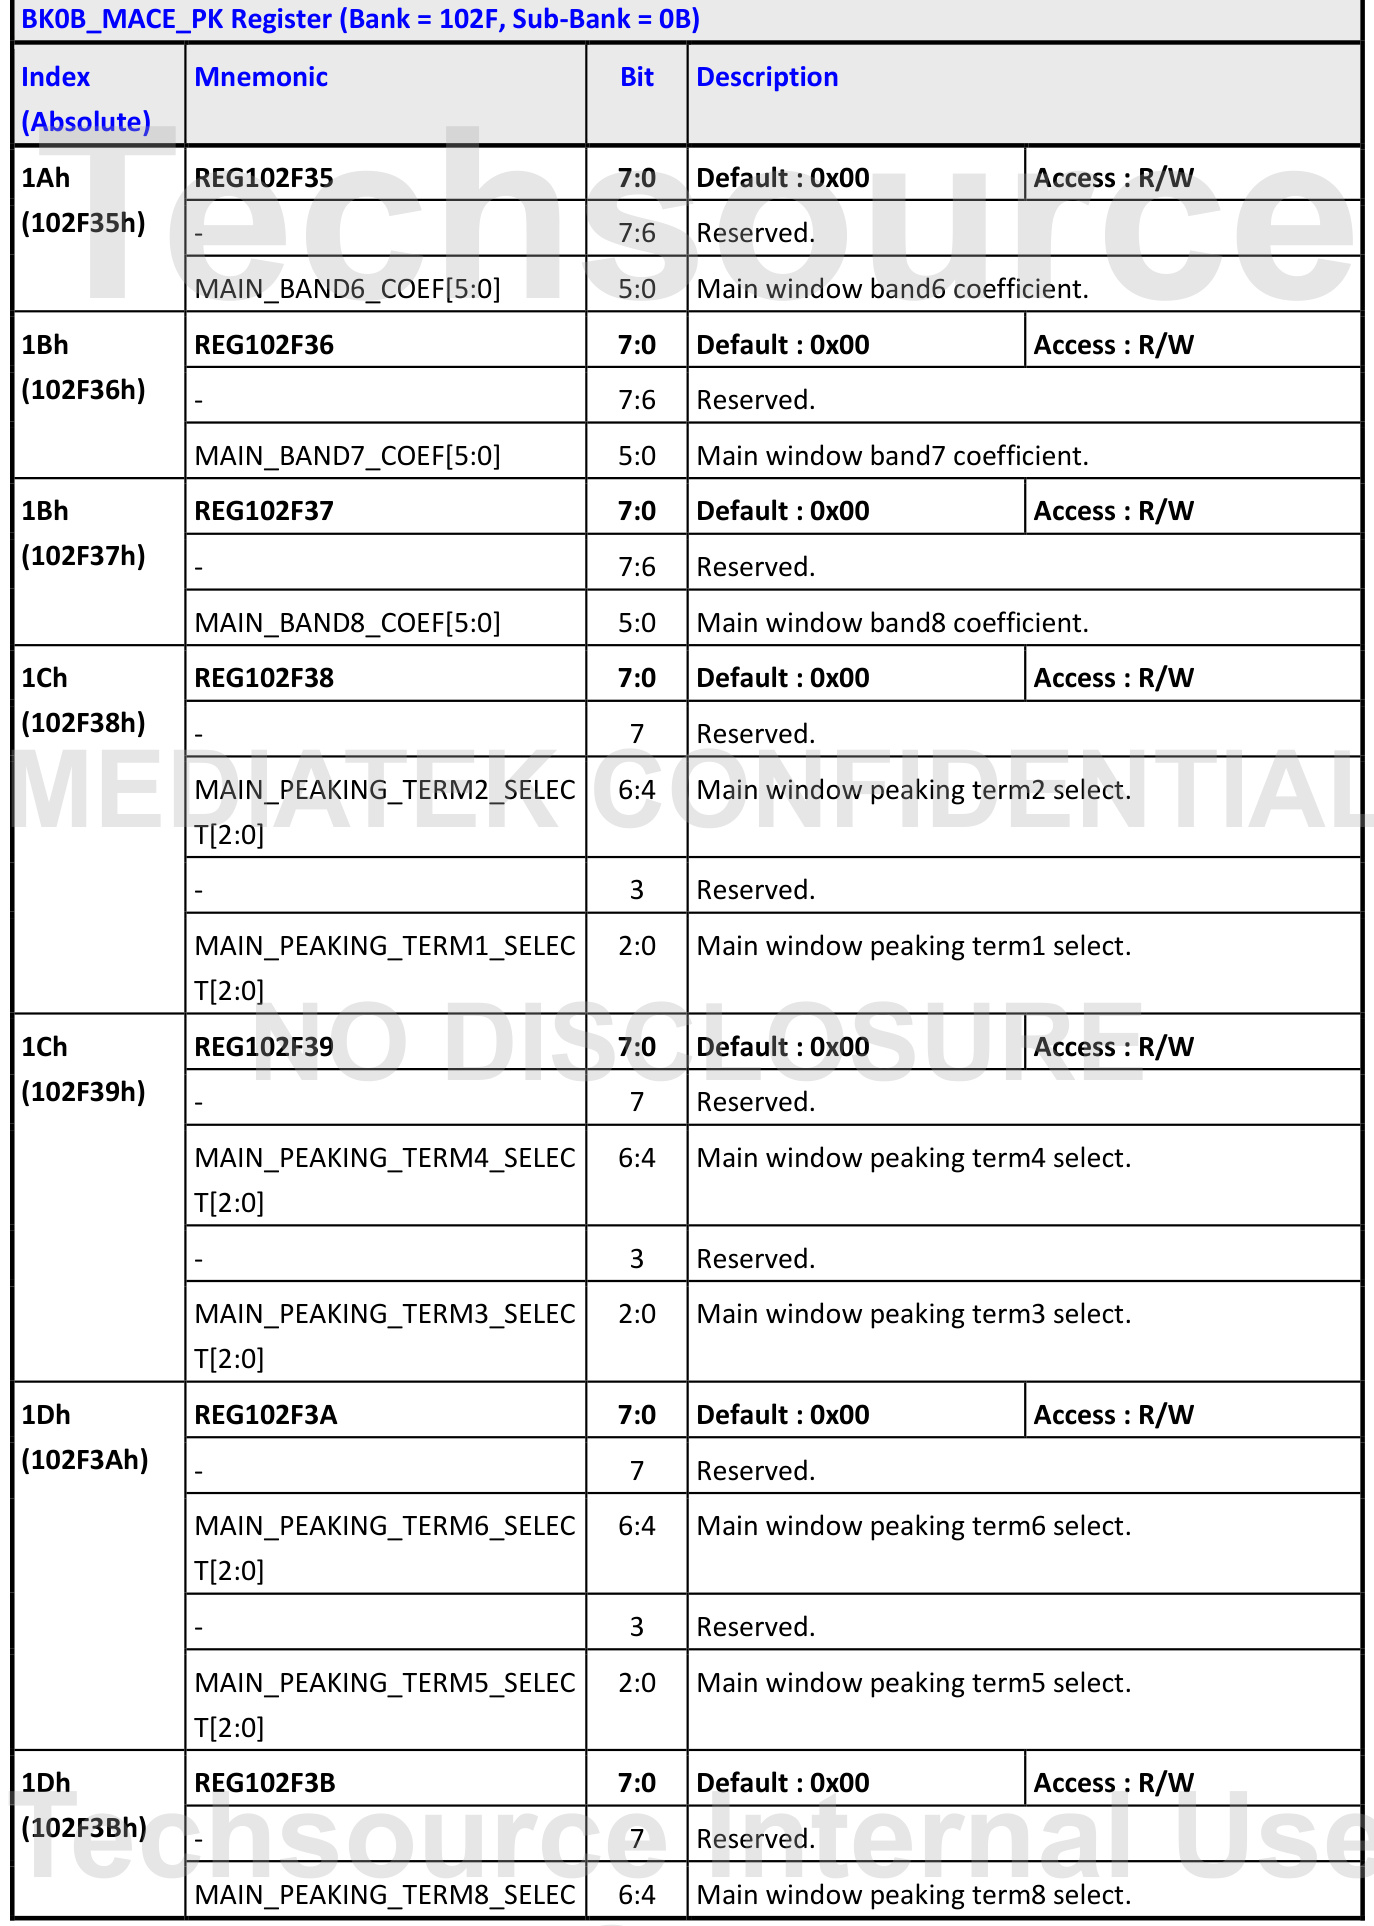 BK0B_MACE_PK Register (Bank = 102F, Sub-Bank = 0B)
Index Mnemonic Bit Description
(Absolute)
Techsource
1Ah REG102F35 7:0 Default : 0x00 Access : R/W
(102F35h) - 7:6 Reserved.
MAIN_BAND6_COEF[5:0] 5:0 Main window band6 coefficient.
1Bh REG102F36 7:0 Default : 0x00 Access : R/W
(102F36h) - 7:6 Reserved.
MAIN_BAND7_COEF[5:0] 5:0 Main window band7 coefficient.
1Bh REG102F37 7:0 Default : 0x00 Access : R/W
(102F37h) - 7:6 Reserved.
MAIN_BAND8_COEF[5:0] 5:0 Main window band8 coefficient.
1Ch REG102F38 7:0 Default : 0x00 Access : R/W
(102F38h) - 7 Reserved.
MEDIATEK CONFIDENTIAL
MAIN_PEAKING_TERM2_SELEC 6:4 Main window peaking term2 select.
T[2:0]
- 3 Reserved.
MAIN_PEAKING_TERM1_SELEC 2:0 Main window peaking term1 select.
T[2:0]
NO DISCLOSURE
1Ch REG102F39 7:0 Default : 0x00 Access : R/W
(102F39h) - 7 Reserved.
MAIN_PEAKING_TERM4_SELEC 6:4 Main window peaking term4 select.
T[2:0]
- 3 Reserved.
MAIN_PEAKING_TERM3_SELEC 2:0 Main window peaking term3 select.
T[2:0]
1Dh REG102F3A 7:0 Default : 0x00 Access : R/W
(102F3Ah) - 7 Reserved.
MAIN_PEAKING_TERM6_SELEC 6:4 Main window peaking term6 select.
T[2:0]
- 3 Reserved.
MAIN_PEAKING_TERM5_SELEC 2:0 Main window peaking term5 select.
T[2:0]
1Dh REG102F3B 7:0 Default : 0x00 Access : R/W
(102F3Bh) - 7 Reserved.
Techsource Internal Use
MAIN_PEAKING_TERM8_SELEC 6:4 Main window peaking term8 select.